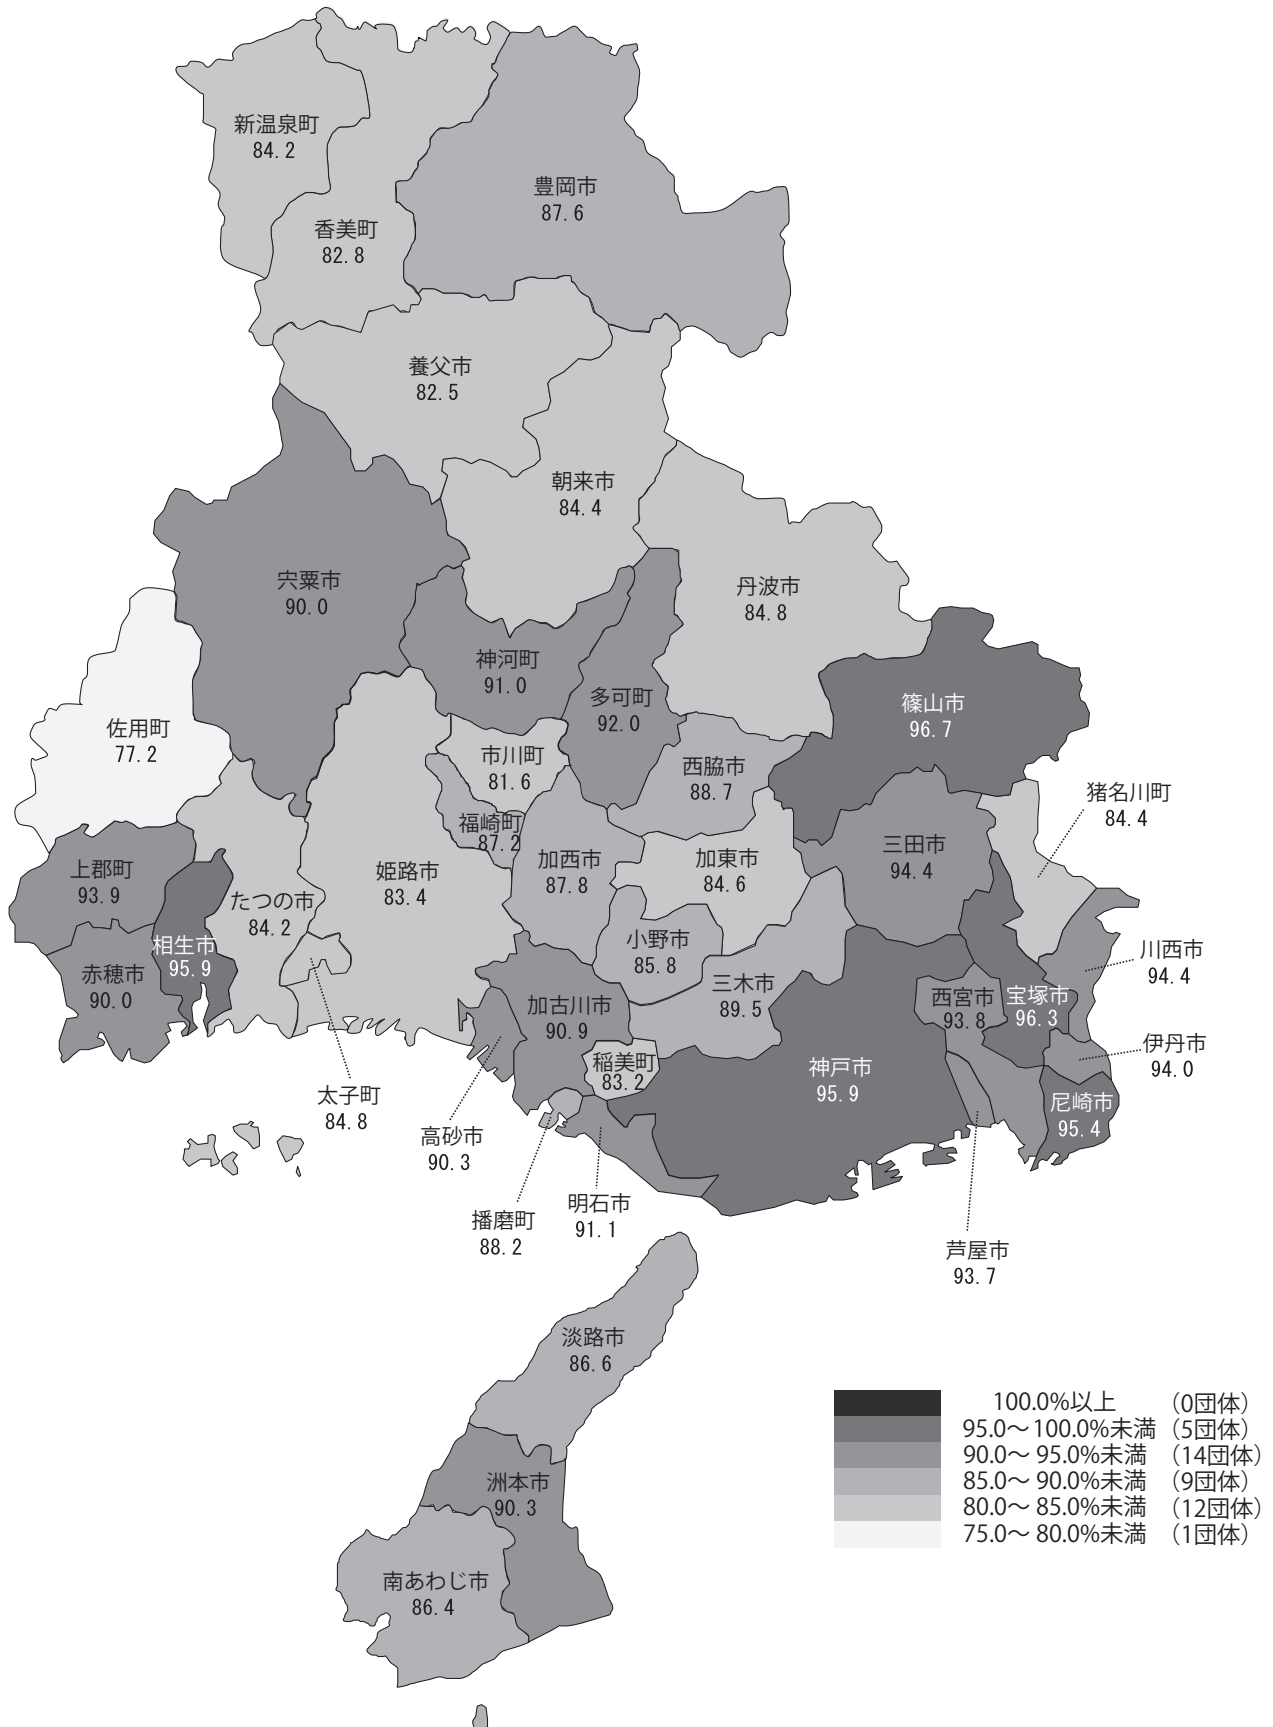 新温泉町
84.2
豊岡市
87.6
香美町
82.8
養父市
82.5
朝来市
84.4
宍粟市
90.0
丹波市
84.8
神河町
91.0
多可町
92.0
篠山市
96.7
佐用町
77.2
市川町
81.6
西脇市
88.7
猪名川町
84.4
福崎町
87.2
加西市
87.8
加東市
84.6
三田市
94.4
上郡町
93.9
姫路市
83.4
たつの市
84.2
相生市
95.9
小野市
85.8
川西市
94.4
赤穂市
90.0
三木市
89.5
西宮市
93.8
宝塚市
96.3
加古川市
90.9
伊丹市
94.0
稲美町
83.2
神戸市
95.9
太子町
84.8
尼崎市
95.4
高砂市
90.3
明石市
91.1
播磨町
88.2
芦屋市
93.7
淡路市
86.6
洲本市
90.3
南あわじ市
86.4
100.0%以上 （0団体）
95.0～100.0%未満 （5団体）
90.0～ 95.0%未満 （14団体）
85.0～ 90.0%未満 （9団体）
80.0～ 85.0%未満 （12団体）
75.0～ 80.0%未満 （1団体）